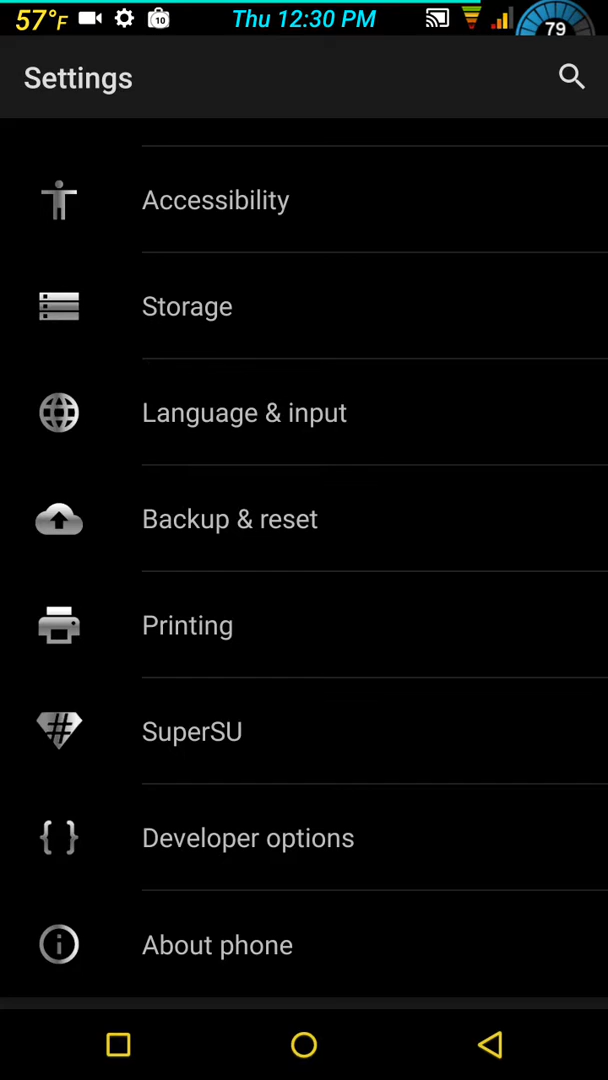 57°F 10 Thu 12:30 PM 79
Settings
Accessibility
Storage
Language & input
Backup & reset
Printing
# SuperSU
{ } Developer options
i About phone